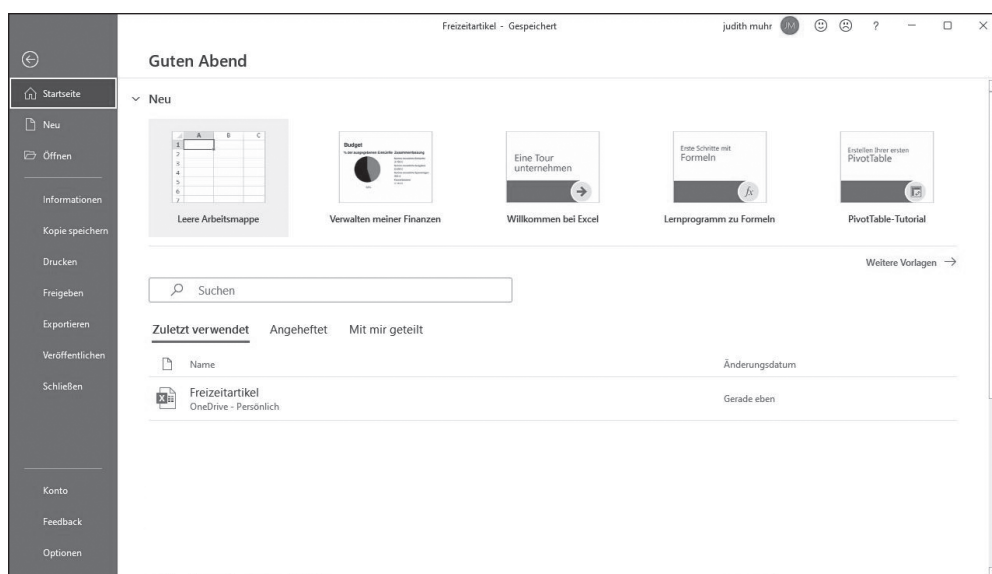 Freizeitartikel - Gespeichert
judith muhr
JM
?
Guten Abend
Startseite
Neu
Öffnen
Informationen
Kopie speichern
Drucken
Freigeben
Exportieren
Veröffentlichen
Schließen
Konto
Feedback
Optionen
Neu
A B C
1
2
3
4
5
6
7
Leere Arbeitsmappe
Budget
Verwalten meiner Finanzen
Eine Tour
unternehmen
Willkommen bei Excel
Erste Schritte mit
Formeln
fx
Lernprogramm zu Formeln
Erstellen Ihrer ersten
PivotTable
PivotTable-Tutorial
Weitere Vorlagen
Suchen
Zuletzt verwendet Angeheftet Mit mir geteilt
Name Änderungsdatum
Freizeitartikel
OneDrive - Persönlich
Gerade eben